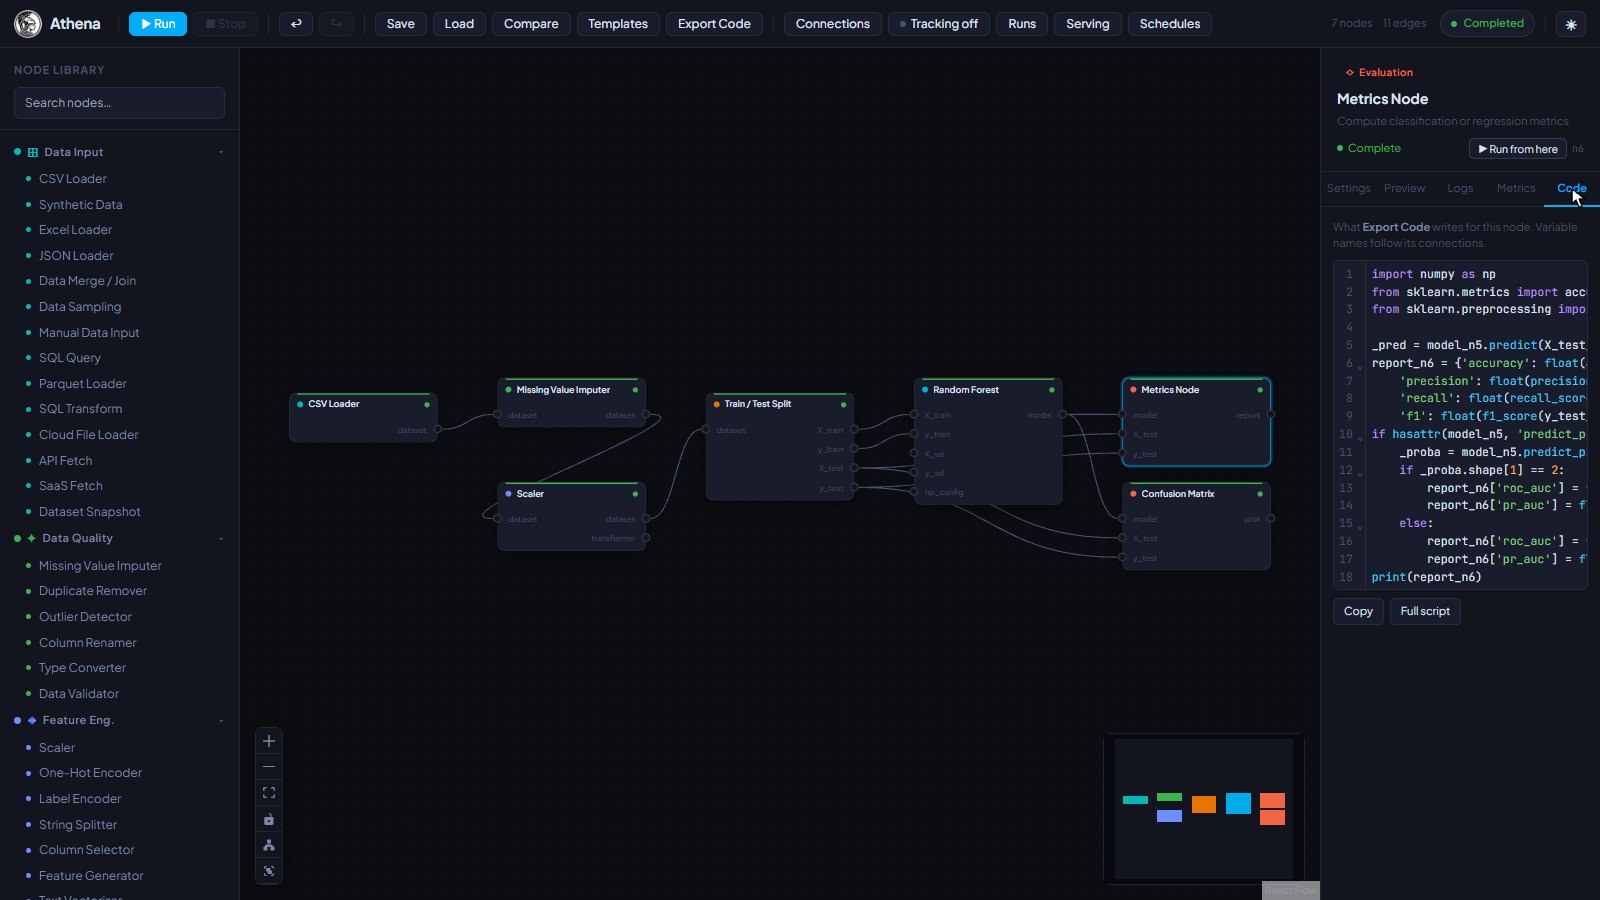 Athena
Run
Stop
Save
Load
Compare
Templates
Export Code
Connections
Tracking off
Runs
Serving
Schedules
7 nodes 11 edges
Completed
NODE LIBRARY
Search nodes...
Data Input
CSV Loader
Synthetic Data
Excel Loader
JSON Loader
Data Merge / Join
Data Sampling
Manual Data Input
SQL Query
Parquet Loader
SQL Transform
Cloud File Loader
API Fetch
SaaS Fetch
Dataset Snapshot
Data Quality
Missing Value Imputer
Duplicate Remover
Outlier Detector
Column Renamer
Type Converter
Data Validator
Feature Eng.
Scaler
One-Hot Encoder
Label Encoder
String Splitter
Column Selector
Feature Generator
CSV Loader
dataset
Missing Value Imputer
dataset dataset
Scaler
dataset dataset
transformer
Train / Test Split
dataset X_train
y_train
X_test
y_test
Random Forest
X_train model
y_train
X_val
y_val
hp_config
Metrics Node
model report
X_test
y_test
Confusion Matrix
model plot
X_test
y_test
React Flow
Evaluation
Metrics Node
Compute classification or regression metrics
Complete
Run from here
n6
Settings Preview Logs Metrics Code
What Export Code writes for this node. Variable
names follow its connections.
1 import numpy as np
2 from sklearn.metrics import acc
3 from sklearn.preprocessing impo
4
5 _pred = model_n5.predict(X_test
6 report_n6 = {'accuracy': float(
7 'precision': float(precisio
8 'recall': float(recall_scor
9 'f1': float(f1_score(y_test
10 if hasattr(model_n5, 'predict_p
11 _proba = model_n5.predict_p
12 if _proba.shape[1] == 2:
13 report_n6['roc_auc'] =
14 report_n6['pr_auc'] = f
15 else:
16 report_n6['roc_auc'] =
17 report_n6['pr_auc'] = f
18 print(report_n6)
Copy
Full script